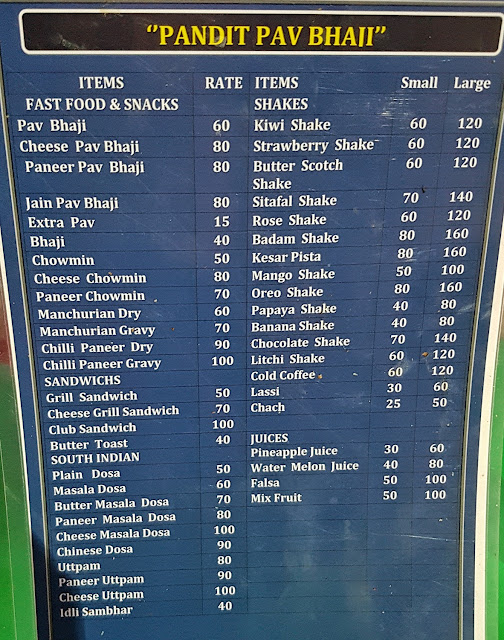 "PANDIT PAV BHAJI"
ITEMS RATE
FAST FOOD & SNACKS
Pav Bhaji 60
Cheese Pav Bhaji 80
Paneer Pav Bhaji 80
Jain Pav Bhaji 80
Extra Pav 15
Bhaji 40
Chowmin 50
Cheese Chowmin 80
Paneer Chowmin 70
Manchurian Dry 60
Manchurian Gravy 70
Chilli Paneer Dry 90
Chilli Paneer Gravy 100
SANDWICHS
Grill Sandwich 50
Cheese Grill Sandwich 70
Club Sandwich 100
Butter Toast 40
SOUTH INDIAN
Plain Dosa 50
Masala Dosa 60
Butter Masala Dosa 70
Paneer Masala Dosa 80
Cheese Masala Dosa 100
Chinese Dosa 90
Uttpam 80
Paneer Uttpam 90
Cheese Uttpam 100
Idli Sambhar 40
ITEMS Small Large
SHAKES
Kiwi Shake 60 120
Strawberry Shake 60 120
Butter Scotch 60 120
Shake
Sitafal Shake 70 140
Rose Shake 60 120
Badam Shake 80 160
Kesar Pista 80 160
Mango Shake 50 100
Oreo Shake 80 160
Papaya Shake 40 80
Banana Shake 40 80
Chocolate Shake 70 140
Litchi Shake 60 120
Cold Coffee 60 120
Lassi 30 60
Chach 25 50
JUICES
Pineapple Juice 30 60
Water Melon Juice 40 80
Falsa 50 100
Mix Fruit 50 100